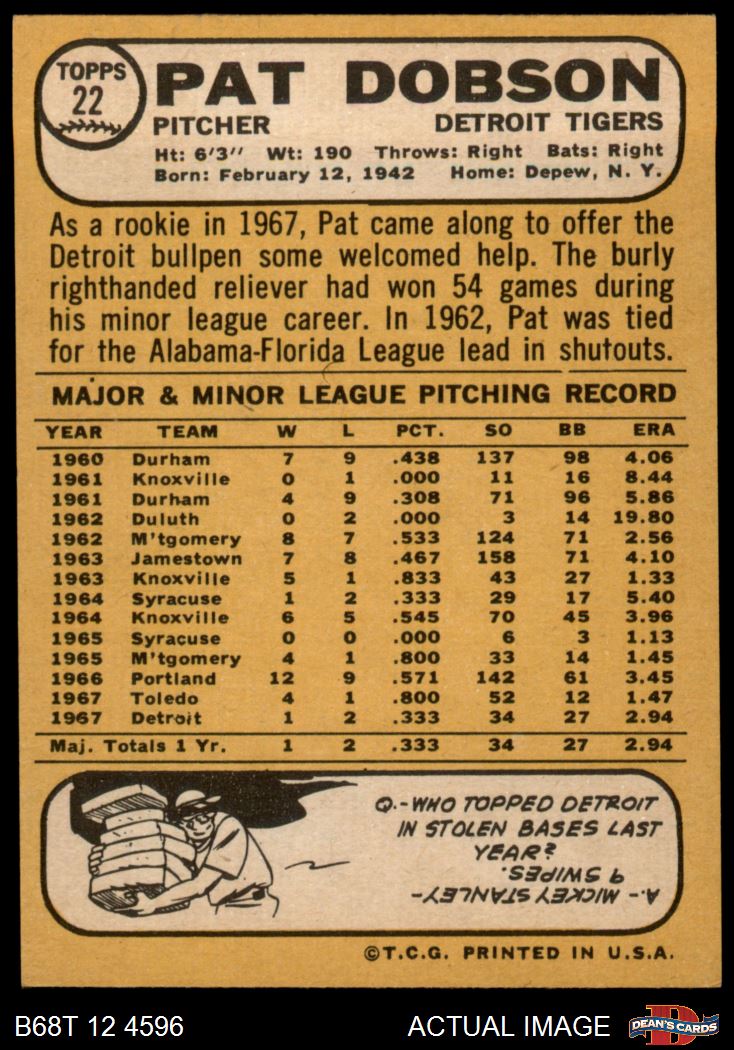 TOPPS
22
PAT DOBSON
PITCHER DETROIT TIGERS
Ht: 6'3" Wt: 190 Throws: Right Bats: Right
Born: February 12, 1942 Home: Depew, N. Y.
As a rookie in 1967, Pat came along to offer the
Detroit bullpen some welcomed help. The burly
righthanded reliever had won 54 games during
his minor league career. In 1962, Pat was tied
for the Alabama-Florida League lead in shutouts.
MAJOR & MINOR LEAGUE PITCHING RECORD
YEAR TEAM W L PCT. SO BB ERA
1960 Durham 7 9 .438 137 98 4.06
1961 Knoxville 0 1 .000 11 16 8.44
1961 Durham 4 9 .308 71 96 5.86
1962 Duluth 0 2 .000 3 14 19.80
1962 M'tgomery 8 7 .533 124 71 2.56
1963 Jamestown 7 8 .467 158 71 4.10
1963 Knoxville 5 1 .833 43 27 1.33
1964 Syracuse 1 2 .333 29 17 5.40
1964 Knoxville 6 5 .545 70 45 3.96
1965 Syracuse 0 0 .000 6 3 1.13
1965 M'tgomery 4 1 .800 33 14 1.45
1966 Portland 12 9 .571 142 61 3.45
1967 Toledo 4 1 .800 52 12 1.47
1967 Detroit 1 2 .333 34 27 2.94
Maj. Totals 1 Yr. 1 2 .333 34 27 2.94
Q.-WHO TOPPED DETROIT
IN STOLEN BASES LAST
YEAR?
A.-MICKEY STANLEY-
9 SWIPES.
©T.C.G. PRINTED IN U.S.A.
B68T 12 4596 ACTUAL IMAGE
DEAN'S CARDS